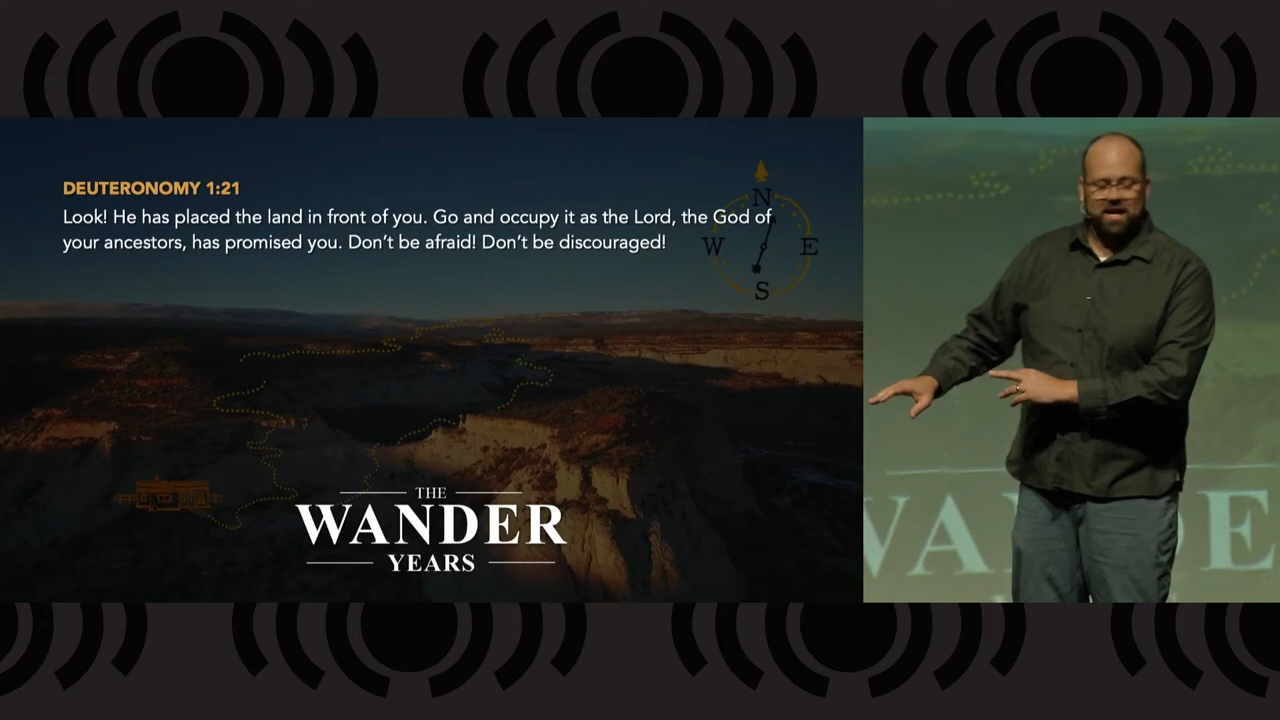 DEUTERONOMY 1:21
Look! He has placed the land in front of you. Go and occupy it as the Lord, the God of
your ancestors, has promised you. Don’t be afraid! Don’t be discouraged!
N
W E
S
THE
WANDER
YEARS
WANDE